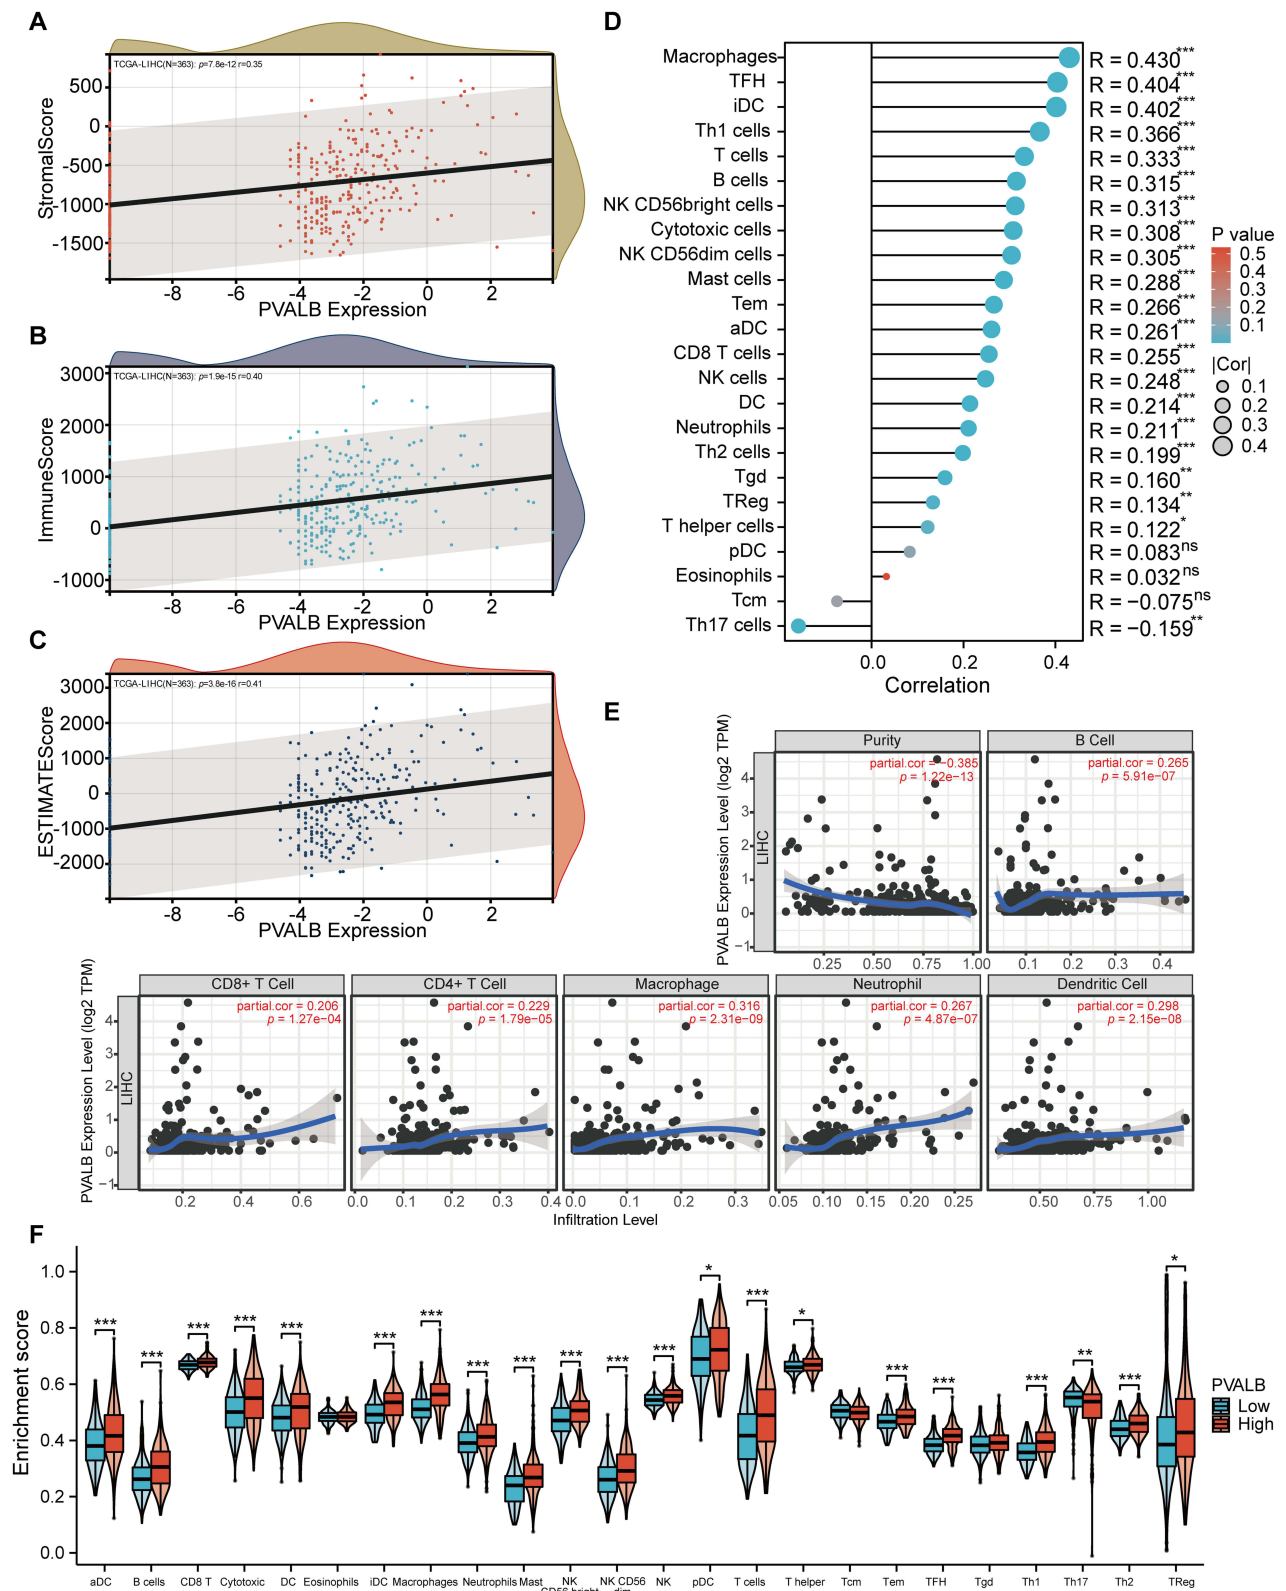 A
TCGA-LIHC(N=363): p=7.8e-12 r=0.35
StromalScore
500
0
-500
-1000
-1500
-8 -6 -4 -2 0 2
PVALB Expression
B
TCGA-LIHC(N=363): p=1.9e-15 r=0.40
ImmuneScore
3000
2000
1000
0
-1000
-8 -6 -4 -2 0 2
PVALB Expression
C
TCGA-LIHC(N=363): p=3.8e-16 r=0.41
ESTIMATEScore
3000
2000
1000
0
-1000
-2000
-8 -6 -4 -2 0 2
PVALB Expression
D
Macrophages R = 0.430***
TFH R = 0.404***
iDC R = 0.402***
Th1 cells R = 0.366***
T cells R = 0.333***
B cells R = 0.315***
NK CD56bright cells R = 0.313***
Cytotoxic cells R = 0.308***
NK CD56dim cells R = 0.305***
Mast cells R = 0.288***
Tem R = 0.266***
aDC R = 0.261***
CD8 T cells R = 0.255***
NK cells R = 0.248***
DC R = 0.214***
Neutrophils R = 0.211***
Th2 cells R = 0.199***
Tgd R = 0.160**
TReg R = 0.134**
T helper cells R = 0.122*
pDC R = 0.083ns
Eosinophils R = 0.032ns
Tcm R = −0.075ns
Th17 cells R = −0.159**
0.0 0.2 0.4
Correlation
P value
0.5
0.4
0.3
0.2
0.1
|Cor|
0.1
0.2
0.3
0.4
E
PVALB Expression Level (log2 TPM)
LIHC
4
3
2
1
0
−1
Purity
partial.cor = −0.385
p = 1.22e−13
0.25 0.50 0.75 1.00
B Cell
partial.cor = 0.265
p = 5.91e−07
0.1 0.2 0.3 0.4
PVALB Expression Level (log2 TPM)
LIHC
4
3
2
1
0
−1
CD8+ T Cell
partial.cor = 0.206
p = 1.27e−04
0.2 0.4 0.6
CD4+ T Cell
partial.cor = 0.229
p = 1.79e−05
0.0 0.1 0.2 0.3 0.4
Macrophage
partial.cor = 0.316
p = 2.31e−09
0.0 0.1 0.2 0.3
Neutrophil
partial.cor = 0.267
p = 4.87e−07
0.05 0.10 0.15 0.20 0.25
Dendritic Cell
partial.cor = 0.298
p = 2.15e−08
0.50 0.75 1.00
Infiltration Level
F
Enrichment score
1.0
0.8
0.6
0.4
0.2
0.0
*** *** *** *** *** *** *** *** *** *** *** *** * *** * *** *** *** ** *** *
PVALB
Low
High
aDC B cells CD8 T Cytotoxic DC Eosinophils iDC Macrophages Neutrophils Mast NK NK CD56 NK pDC T cells T helper Tcm Tem TFH Tgd Th1 Th17 Th2 TReg
CD56 bright dim